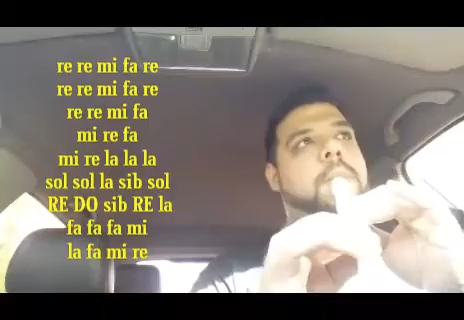 re re mi fa re
re re mi fa re
re re mi fa
mi re fa
mi re la la la
sol sol la sib sol
RE DO sib RE la
fa fa fa mi
la fa mi re